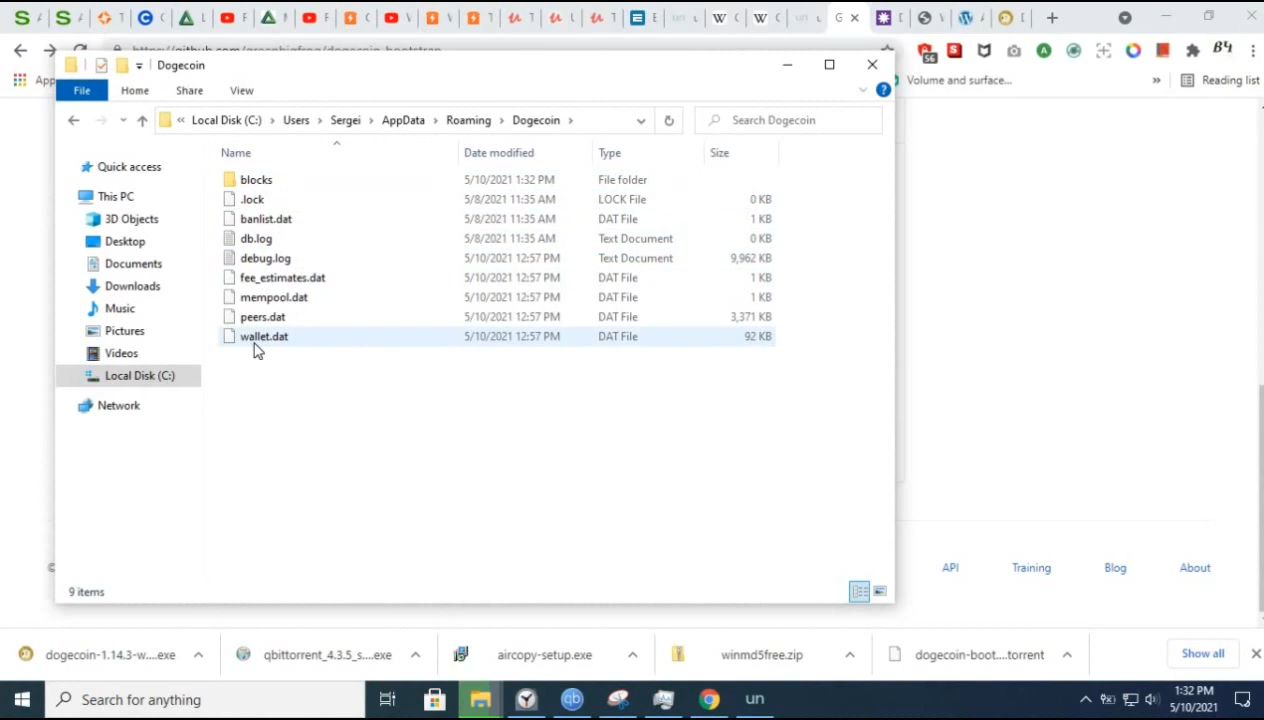 https://github.com/greenbigfrog/dogecoin-bootstrap
56
Volume and surface...
»
Reading list
Dogecoin
File
Home
Share
View
« Local Disk (C:) > Users > Sergei > AppData > Roaming > Dogecoin >
Search Dogecoin
Name
Date modified
Type
Size
Quick access
This PC
3D Objects
Desktop
Documents
Downloads
Music
Pictures
Videos
Local Disk (C:)
Network
blocks 5/10/2021 1:32 PM File folder
.lock 5/8/2021 11:35 AM LOCK File 0 KB
banlist.dat 5/8/2021 11:35 AM DAT File 1 KB
db.log 5/8/2021 11:35 AM Text Document 0 KB
debug.log 5/10/2021 12:57 PM Text Document 9,962 KB
fee_estimates.dat 5/10/2021 12:57 PM DAT File 1 KB
mempool.dat 5/10/2021 12:57 PM DAT File 1 KB
peers.dat 5/10/2021 12:57 PM DAT File 3,371 KB
wallet.dat 5/10/2021 12:57 PM DAT File 92 KB
9 items
API
Training
Blog
About
dogecoin-1.14.3-w....exe
qbittorrent_4.3.5_s....exe
aircopy-setup.exe
winmd5free.zip
dogecoin-boot....torrent
Show all
Search for anything
un
1:32 PM
5/10/2021